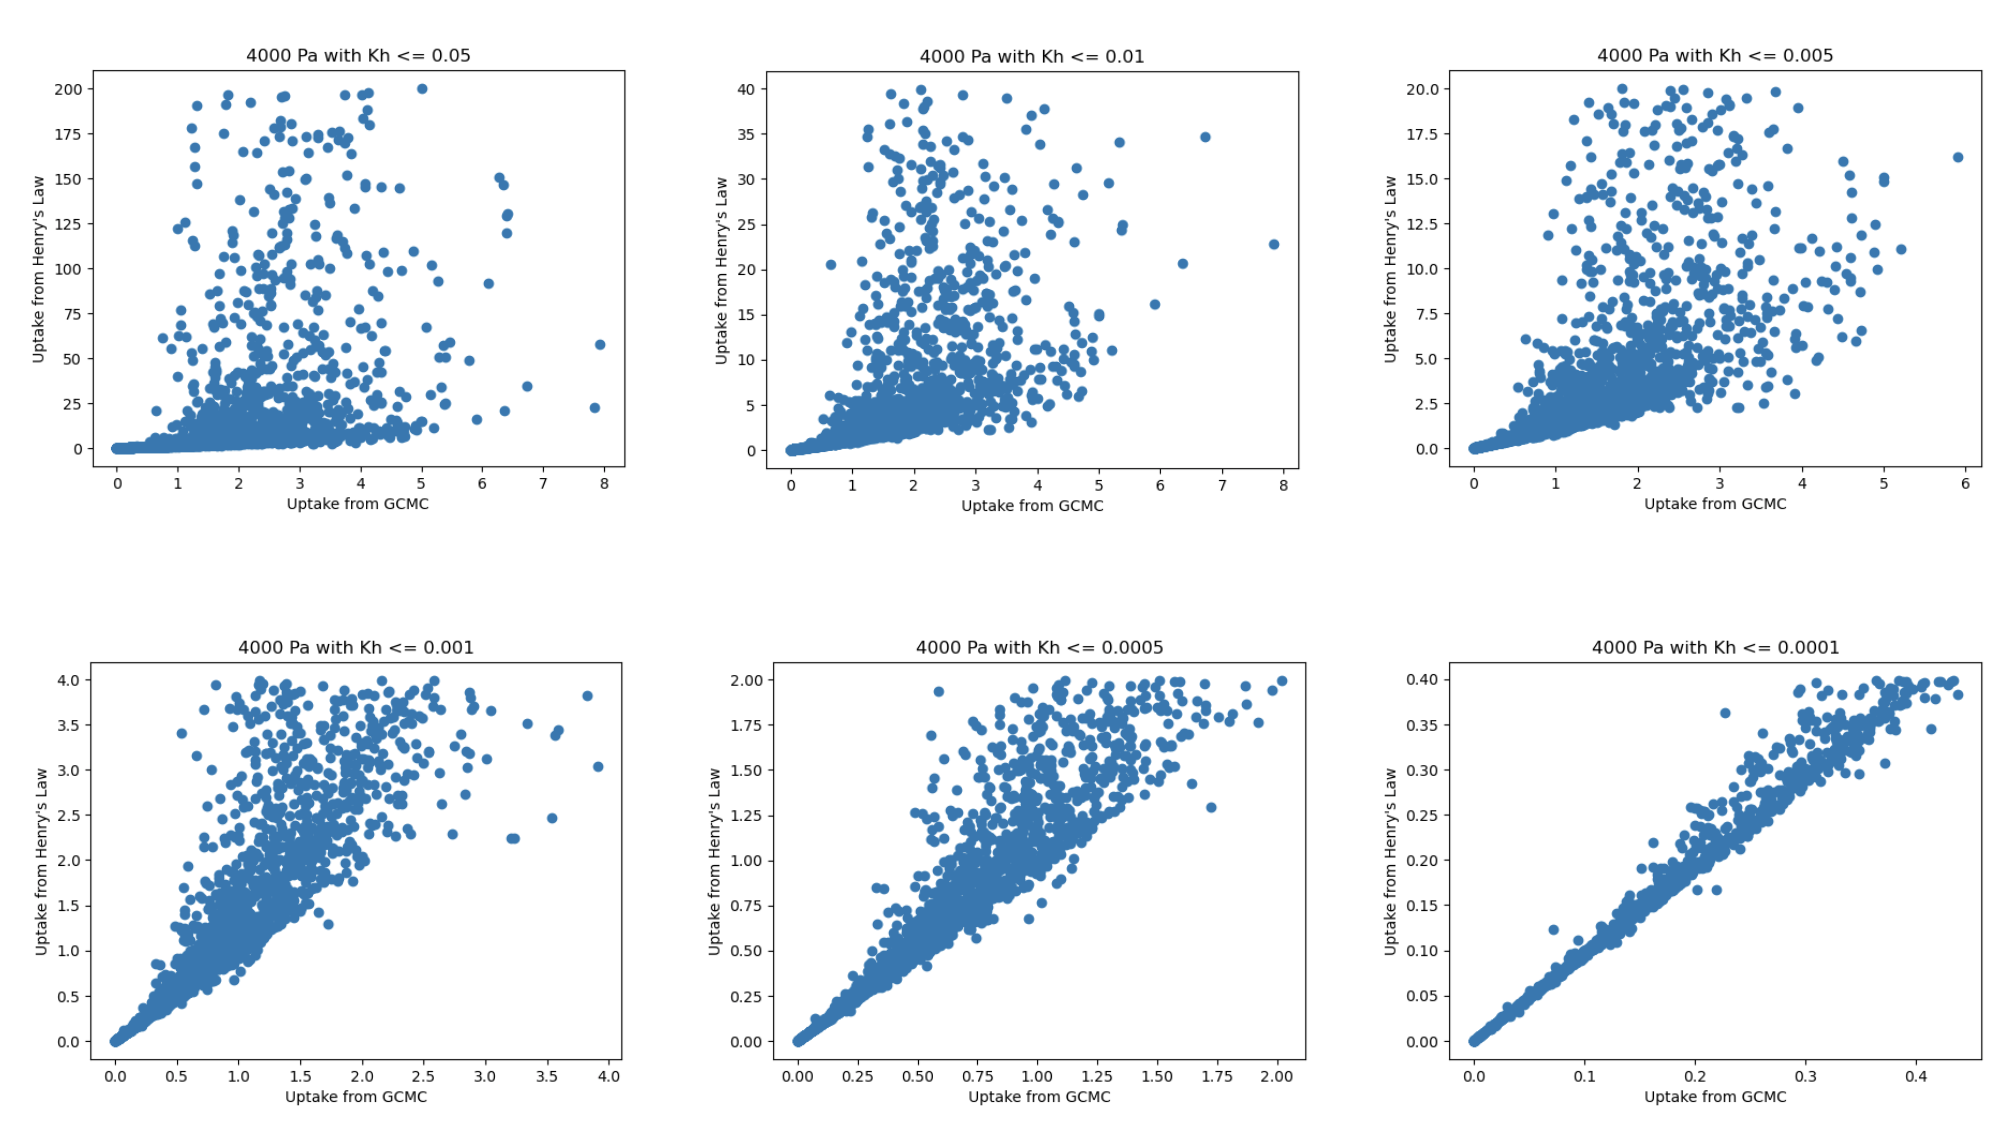 4000 Pa with Kh <= 0.05
200
175
150
125
100
75
50
25
0
Uptake from Henry's Law
0 1 2 3 4 5 6 7 8
Uptake from GCMC
4000 Pa with Kh <= 0.01
40
35
30
25
20
15
10
5
0
Uptake from Henry's Law
0 1 2 3 4 5 6 7 8
Uptake from GCMC
4000 Pa with Kh <= 0.005
20.0
17.5
15.0
12.5
10.0
7.5
5.0
2.5
0.0
Uptake from Henry's Law
0 1 2 3 4 5 6
Uptake from GCMC
4000 Pa with Kh <= 0.001
4.0
3.5
3.0
2.5
2.0
1.5
1.0
0.5
0.0
Uptake from Henry's Law
0.0 0.5 1.0 1.5 2.0 2.5 3.0 3.5 4.0
Uptake from GCMC
4000 Pa with Kh <= 0.0005
2.00
1.75
1.50
1.25
1.00
0.75
0.50
0.25
0.00
Uptake from Henry's Law
0.00 0.25 0.50 0.75 1.00 1.25 1.50 1.75 2.00
Uptake from GCMC
4000 Pa with Kh <= 0.0001
0.40
0.35
0.30
0.25
0.20
0.15
0.10
0.05
0.00
Uptake from Henry's Law
0.0 0.1 0.2 0.3 0.4
Uptake from GCMC